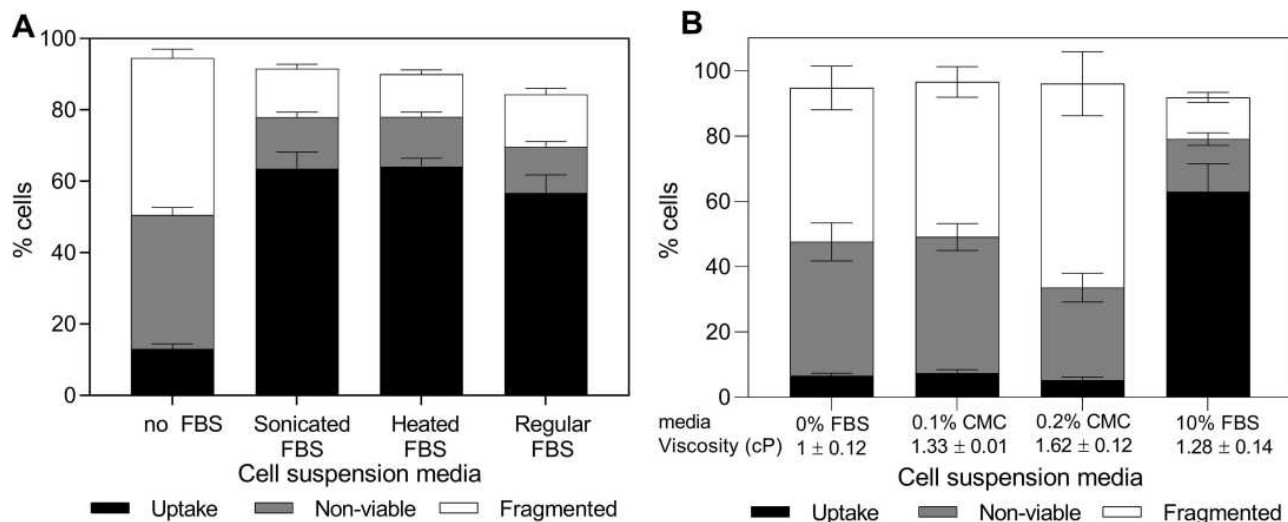 A
100
80
60
40
20
0
% cells
no FBS
Sonicated FBS
Heated FBS
Regular FBS
Cell suspension media
Uptake Non-viable Fragmented
B
100
80
60
40
20
0
% cells
media 0% FBS 0.1% CMC 0.2% CMC 10% FBS
Viscosity (cP) 1 ± 0.12 1.33 ± 0.01 1.62 ± 0.12 1.28 ± 0.14
Cell suspension media
Uptake Non-viable Fragmented